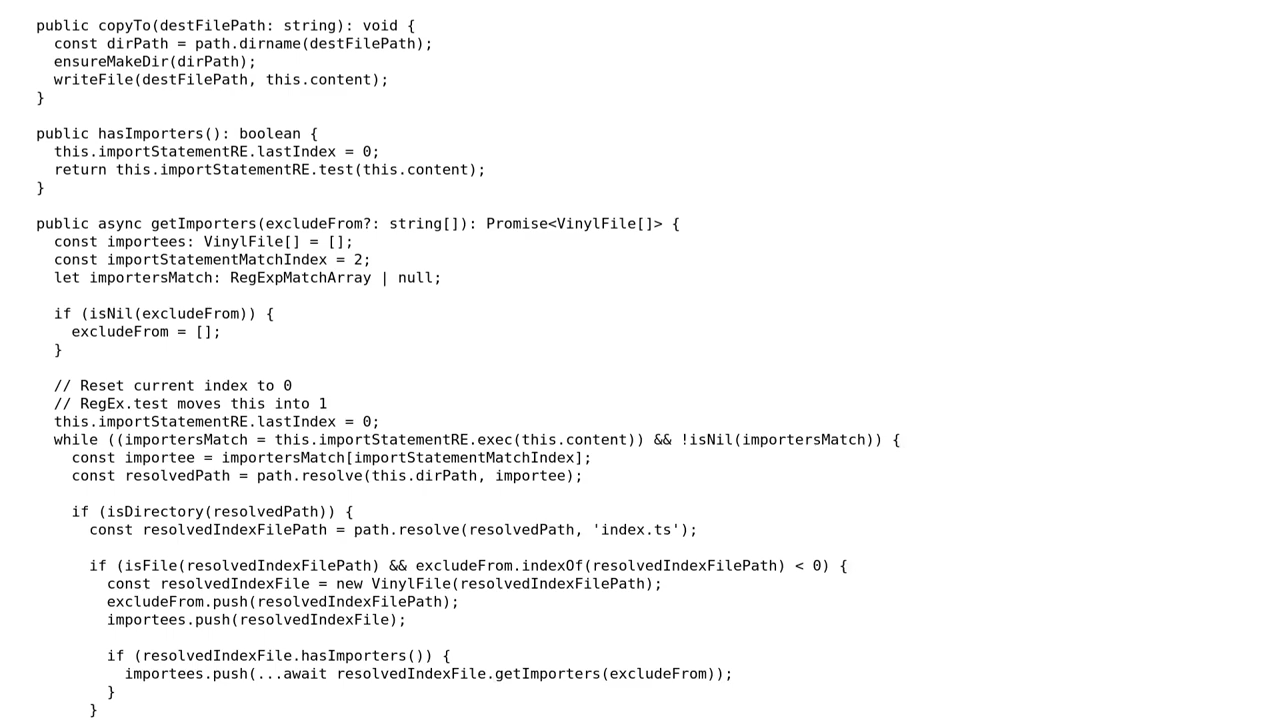 public copyTo(destFilePath: string): void {
const dirPath = path.dirname(destFilePath);
ensureMakeDir(dirPath);
writeFile(destFilePath, this.content);
}
public hasImporters(): boolean {
this.importStatementRE.lastIndex = 0;
return this.importStatementRE.test(this.content);
}
public async getImporters(excludeFrom?: string[]): Promise<VinylFile[]> {
const importees: VinylFile[] = [];
const importStatementMatchIndex = 2;
let importersMatch: RegExpMatchArray | null;
if (isNil(excludeFrom)) {
excludeFrom = [];
}
// Reset current index to 0
// RegEx.test moves this into 1
this.importStatementRE.lastIndex = 0;
while ((importersMatch = this.importStatementRE.exec(this.content)) && !isNil(importersMatch)) {
const importee = importersMatch[importStatementMatchIndex];
const resolvedPath = path.resolve(this.dirPath, importee);
if (isDirectory(resolvedPath)) {
const resolvedIndexFilePath = path.resolve(resolvedPath, 'index.ts');
if (isFile(resolvedIndexFilePath) && excludeFrom.indexOf(resolvedIndexFilePath) < 0) {
const resolvedIndexFile = new VinylFile(resolvedIndexFilePath);
excludeFrom.push(resolvedIndexFilePath);
importees.push(resolvedIndexFile);
if (resolvedIndexFile.hasImporters()) {
importees.push(...await resolvedIndexFile.getImporters(excludeFrom));
}
}